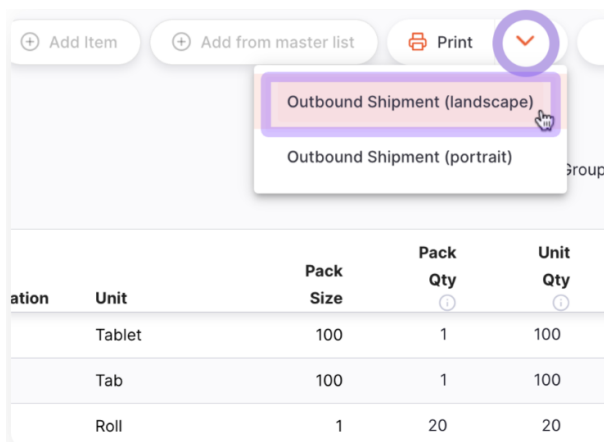 Add Item Add from master list Print
Outbound Shipment (landscape)
Outbound Shipment (portrait)
Group
Pack Unit
Pack Qty Qty
ation Unit Size
Tablet 100 1 100
Tab 100 1 100
Roll 1 20 20